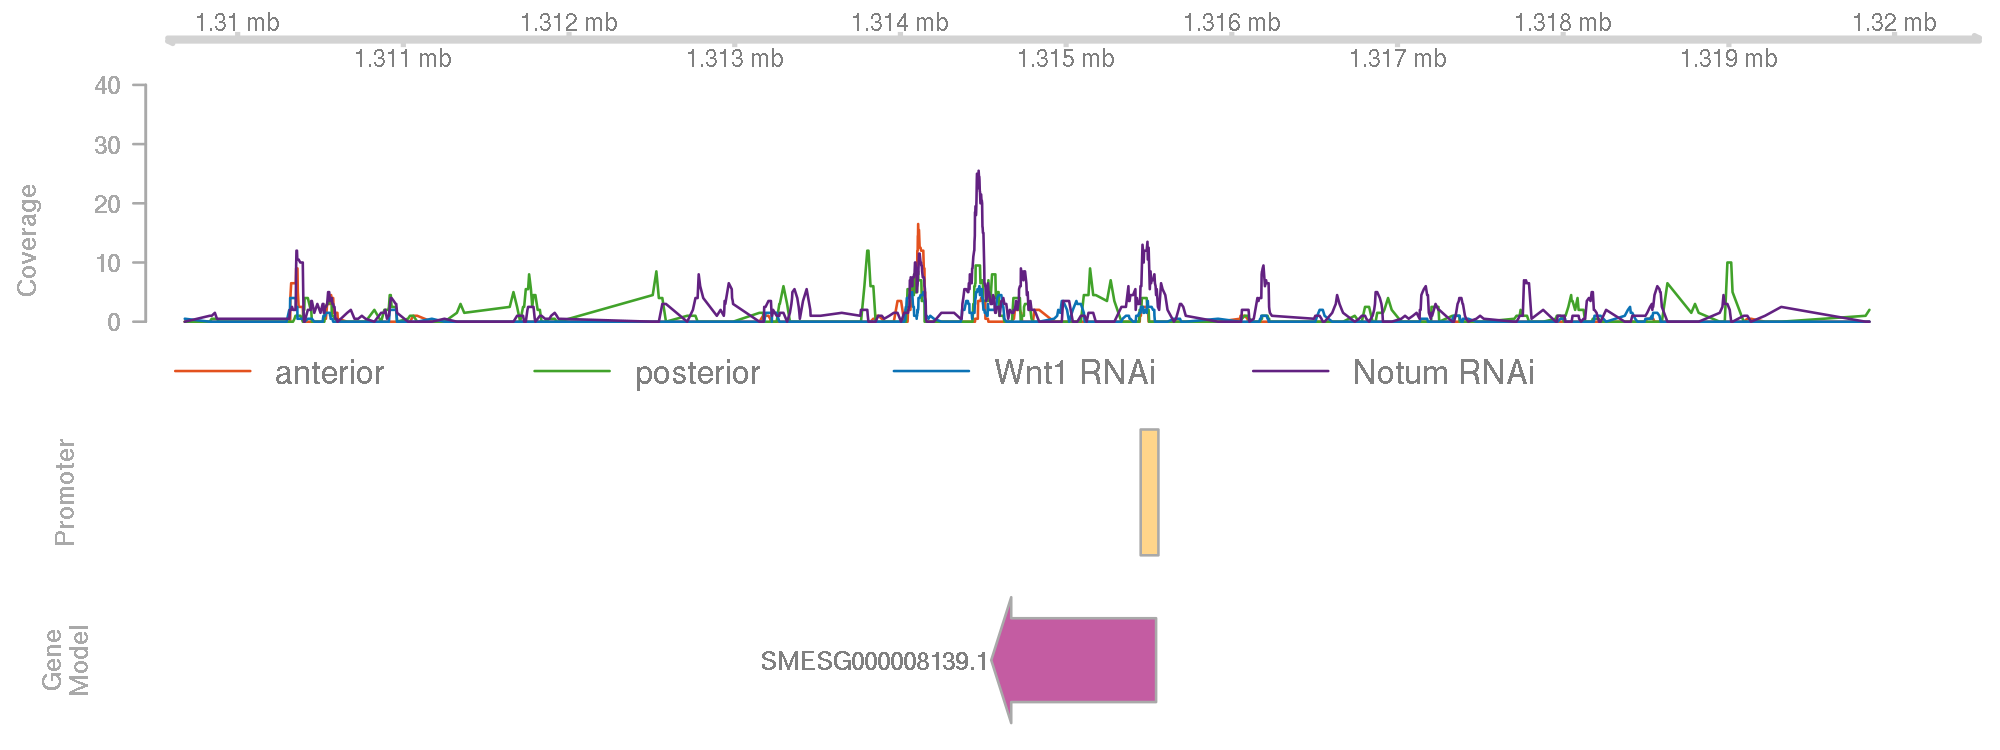 1.31 mb 1.312 mb 1.314 mb 1.316 mb 1.318 mb 1.32 mb
1.311 mb 1.313 mb 1.315 mb 1.317 mb 1.319 mb
40
30
20
10
0
Coverage
anterior posterior Wnt1 RNAi Notum RNAi
Promoter
Gene
Model
SMESG000008139.1